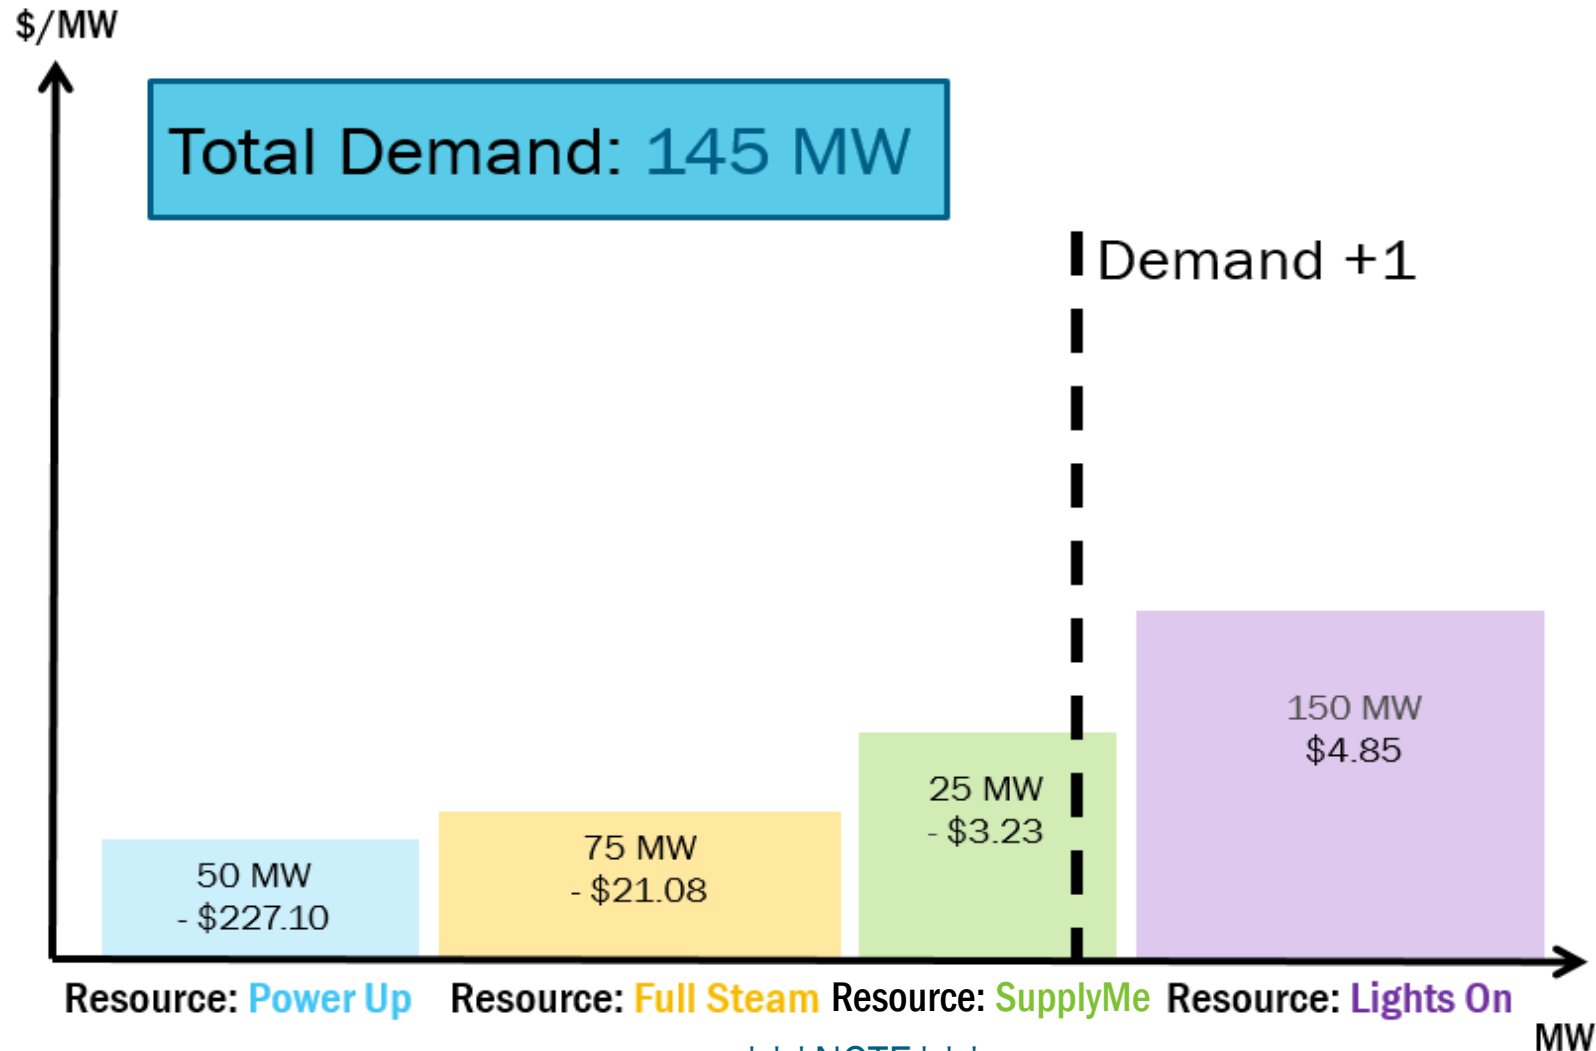 $/MW
Total Demand: 145 MW
Demand +1
150 MW
$4.85
25 MW
- $3.23
75 MW
- $21.08
50 MW
- $227.10
Resource: Power Up
Resource: Full Steam
Resource: SupplyMe
Resource: Lights On
MW
NOTE